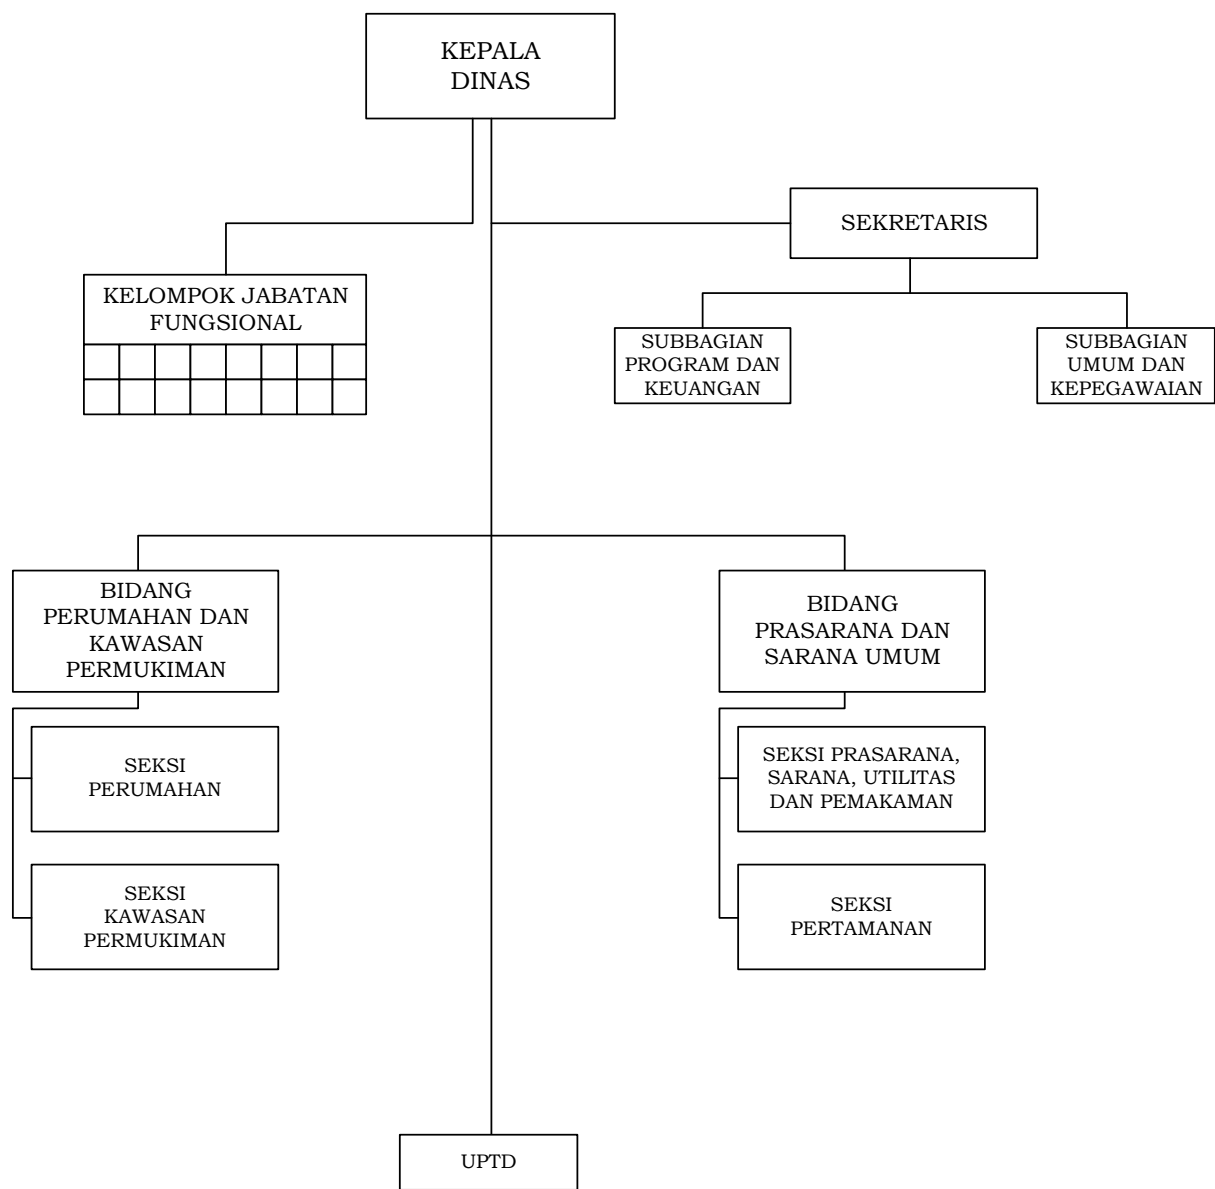 KEPALA
DINAS
SEKRETARIS
KELOMPOK JABATAN
FUNGSIONAL
SUBBAGIAN
PROGRAM DAN
KEUANGAN
SUBBAGIAN
UMUM DAN
KEPEGAWAIAN
BIDANG
PERUMAHAN DAN
KAWASAN
PERMUKIMAN
BIDANG
PRASARANA DAN
SARANA UMUM
SEKSI
PERUMAHAN
SEKSI PRASARANA,
SARANA, UTILITAS
DAN PEMAKAMAN
SEKSI
KAWASAN
PERMUKIMAN
SEKSI
PERTAMANAN
UPTD